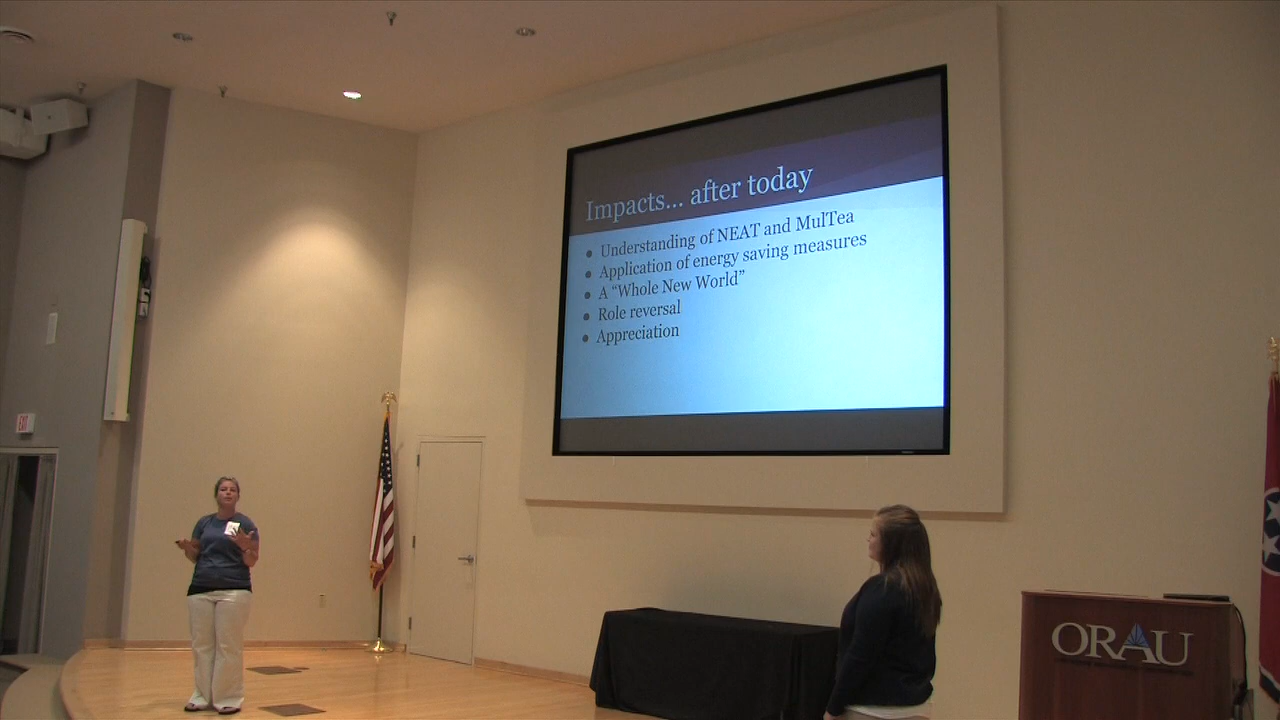 Impacts... after today
Understanding of NEAT and MulTea
Application of energy saving measures
A “Whole New World”
Role reversal
Appreciation
EXIT
ORAU